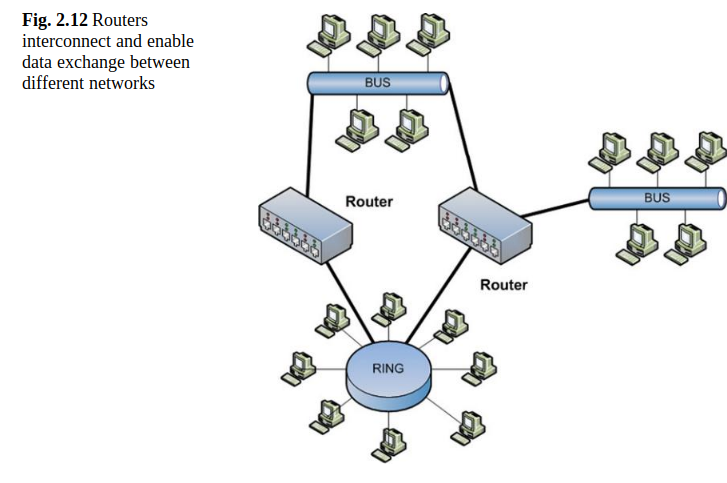 Fig. 2.12 Routers
interconnect and enable
data exchange between
different networks
BUS
BUS
Router
Router
RING